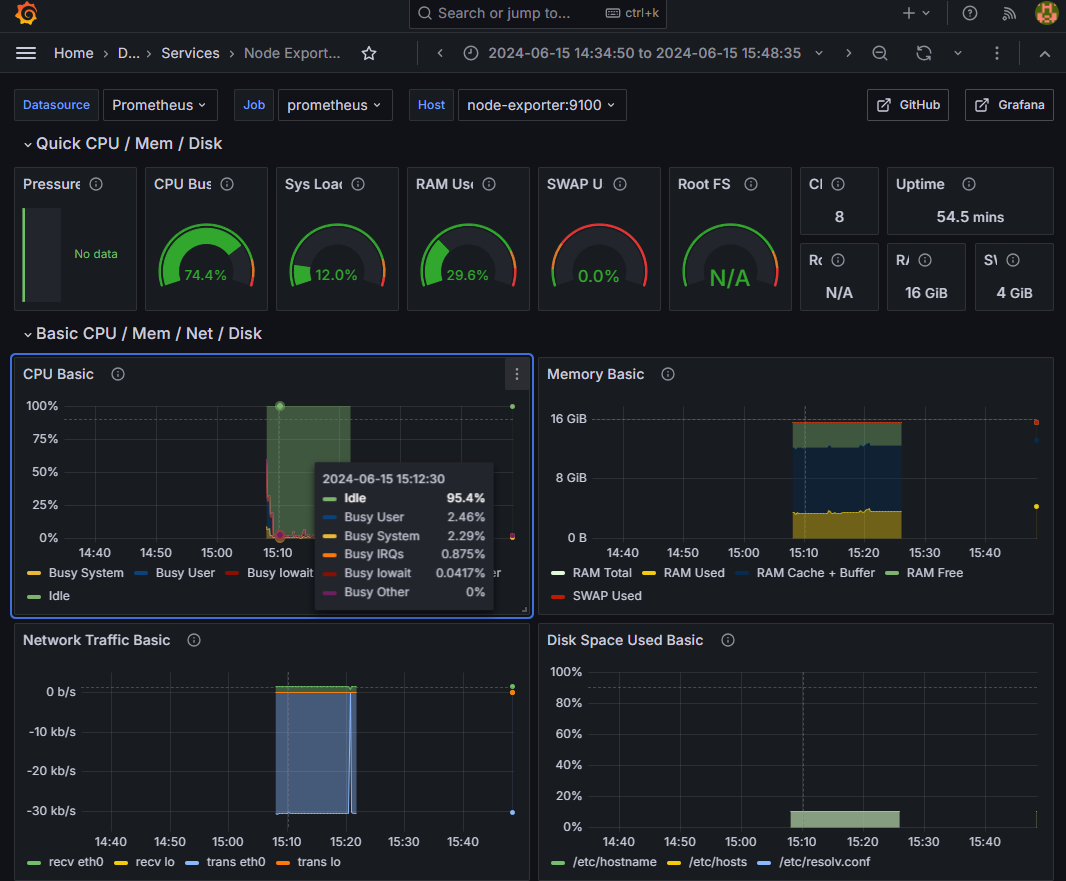 Search or jump to... ctrl+k
Home › D... › Services › Node Export... 2024-06-15 14:34:50 to 2024-06-15 15:48:35
Datasource Prometheus Job prometheus Host node-exporter:9100 GitHub Grafana
Quick CPU / Mem / Disk
Pressure CPU Bus Sys Loac RAM Use SWAP U Root FS Uptime
8 54.5 mins
No data
74.4% 12.0% 29.6% 0.0% N/A
N/A 16 GiB 4 GiB
Basic CPU / Mem / Net / Disk
CPU Basic
100%
75%
50%
25%
0%
14:40 14:50 15:00 15:10
Busy System Busy User Busy Iowait er
Idle
2024-06-15 15:12:30
Idle 95.4%
Busy User 2.46%
Busy System 2.29%
Busy IRQs 0.875%
Busy Iowait 0.0417%
Busy Other 0%
Memory Basic
16 GiB
8 GiB
0 B
14:40 14:50 15:00 15:10 15:20 15:30 15:40
RAM Total RAM Used RAM Cache + Buffer RAM Free
SWAP Used
Network Traffic Basic
0 b/s
-10 kb/s
-20 kb/s
-30 kb/s
14:40 14:50 15:00 15:10 15:20 15:30 15:40
recv eth0 recv lo trans eth0 trans lo
Disk Space Used Basic
100%
80%
60%
40%
20%
0%
14:40 14:50 15:00 15:10 15:20 15:30 15:40
/etc/hostname /etc/hosts /etc/resolv.conf